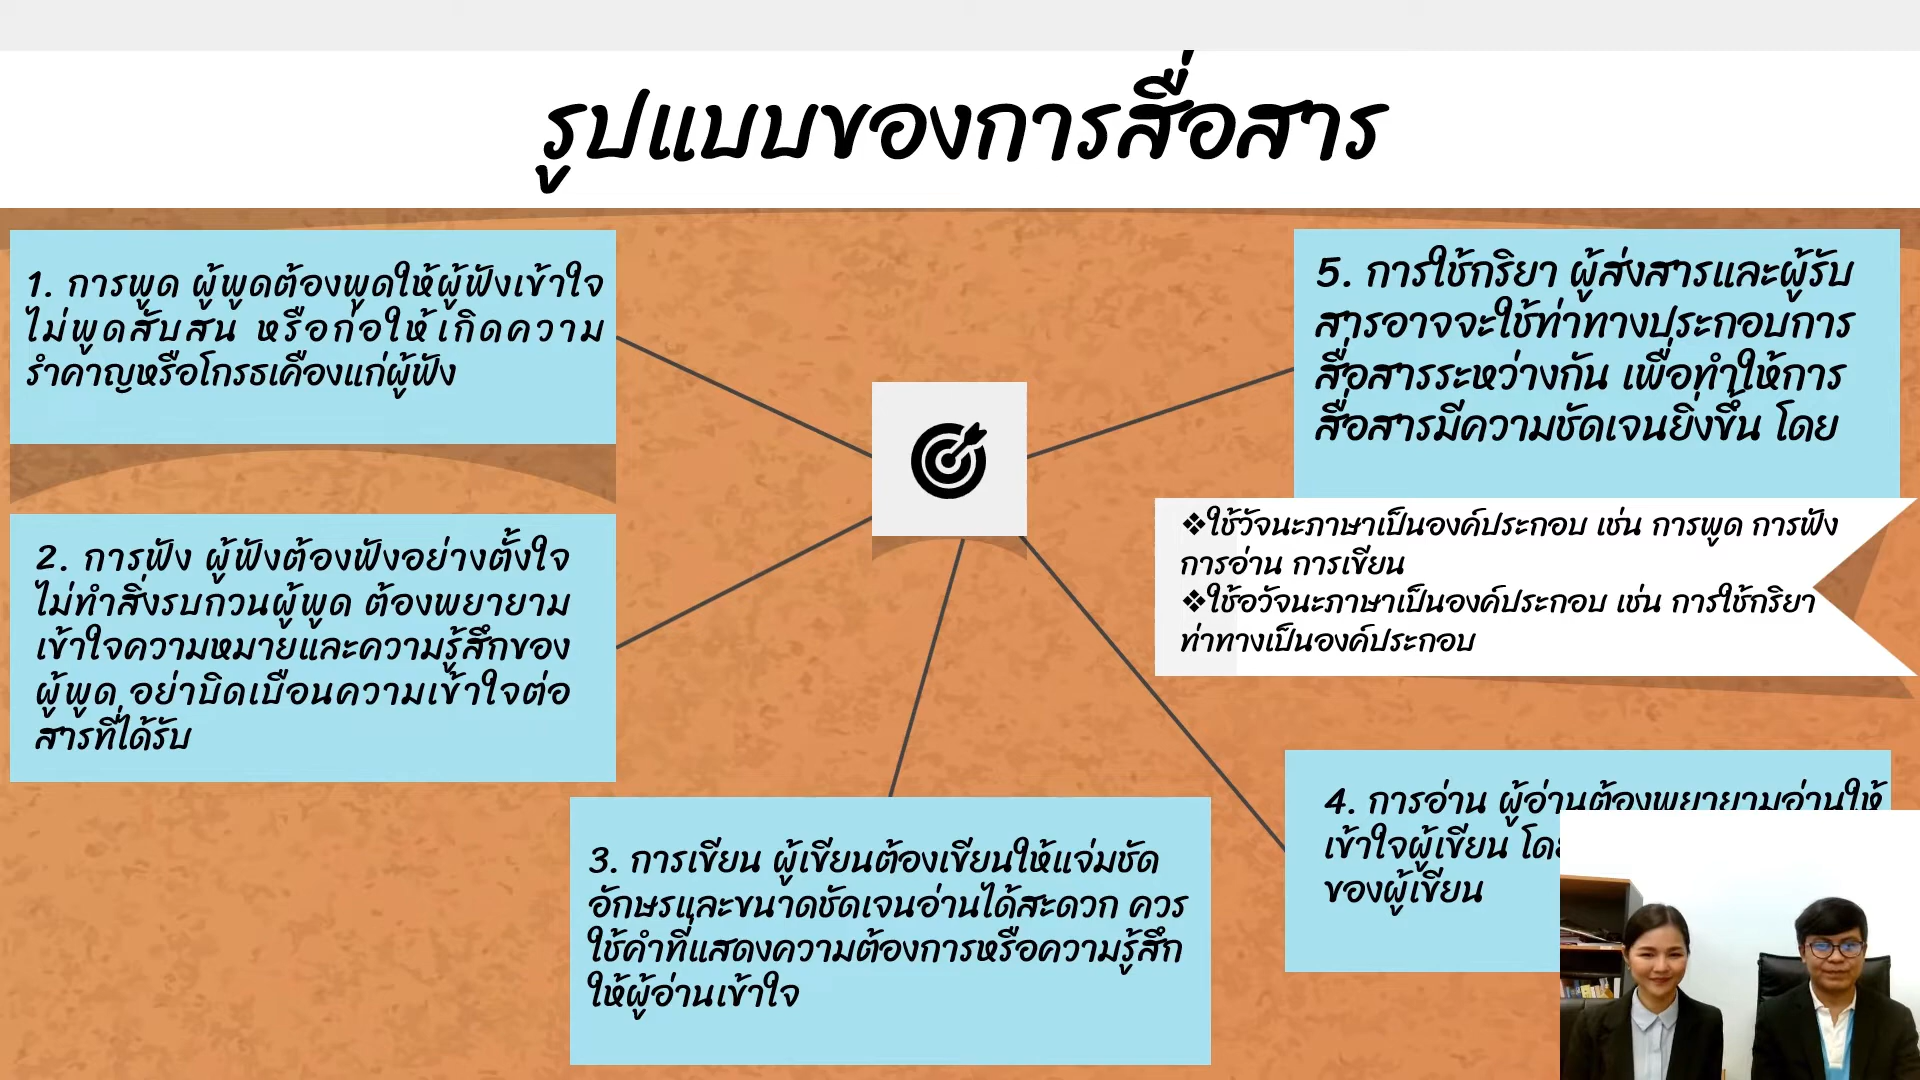 รูปแบบของการสื่อสาร
1. การพูด ผู้พูดต้องพูดให้ผู้ฟังเข้าใจ
ไม่พูดสับสน หรือก่อให้เกิดความ
รำคาญหรือโกรธเคืองแก่ผู้ฟัง
2. การฟัง ผู้ฟังต้องฟังอย่างตั้งใจ
ไม่ทำสิ่งรบกวนผู้พูด ต้องพยายาม
เข้าใจความหมายและความรู้สึกของ
ผู้พูด อย่าบิดเบือนความเข้าใจต่อ
สารที่ได้รับ
3. การเขียน ผู้เขียนต้องเขียนให้แจ่มชัด
อักษรและขนาดชัดเจนอ่านได้สะดวก ควร
ใช้คำที่แสดงความต้องการหรือความรู้สึก
ให้ผู้อ่านเข้าใจ
4. การอ่าน ผู้อ่านต้องพยายามอ่านให้
เข้าใจผู้เขียน
ของผู้เขียน
5. การใช้กริยา ผู้ส่งสารและผู้รับ
สารอาจจะใช้ท่าทางประกอบการ
สื่อสารระหว่างกัน เพื่อทำให้การ
สื่อสารมีความชัดเจนยิ่งขึ้น โดย
❖ใช้วัจนะภาษาเป็นองค์ประกอบ เช่น การพูด การฟัง
การอ่าน การเขียน
❖ใช้อวัจนะภาษาเป็นองค์ประกอบ เช่น การใช้กริยา
ท่าทางเป็นองค์ประกอบ